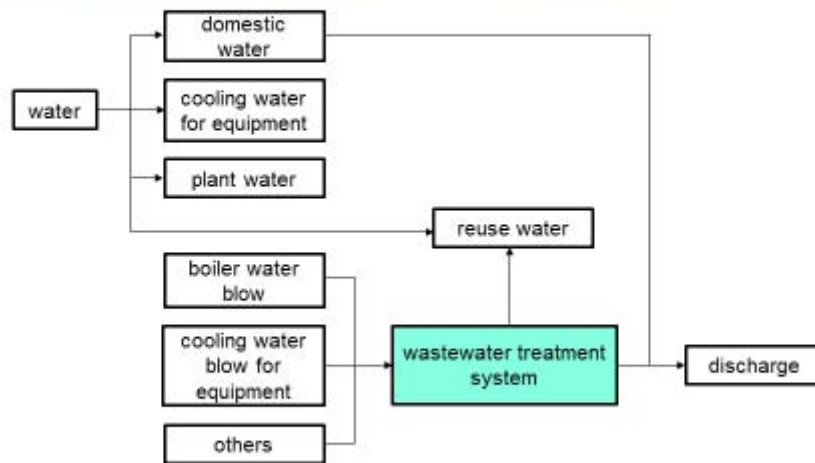 domestic
water
water
cooling water
for equipment
plant water
reuse water
boiler water
blow
cooling water
blow for
equipment
wastewater treatment
system
discharge
others